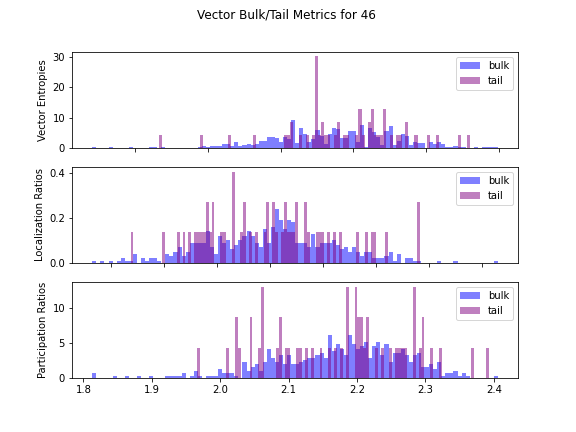 Vector Bulk/Tail Metrics for 46
Vector Entropies
30
20
10
0
bulk
tail
Localization Ratios
0.4
0.2
0.0
bulk
tail
Participation Ratios
10
5
0
bulk
tail
1.8 1.9 2.0 2.1 2.2 2.3 2.4